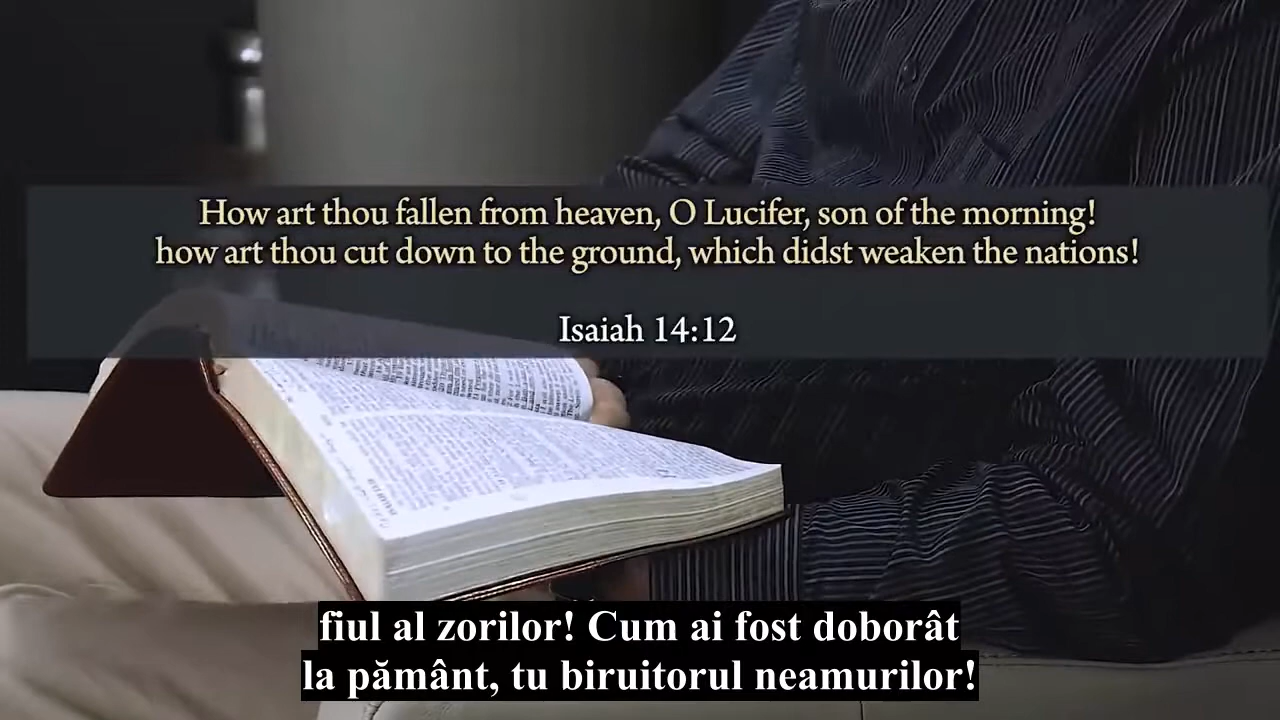 How art thou fallen from heaven, O Lucifer, son of the morning!
how art thou cut down to the ground, which didst weaken the nations!
Isaiah 14:12
fiul al zorilor! Cum ai fost doborât
la pământ, tu biruitorul neamurilor!